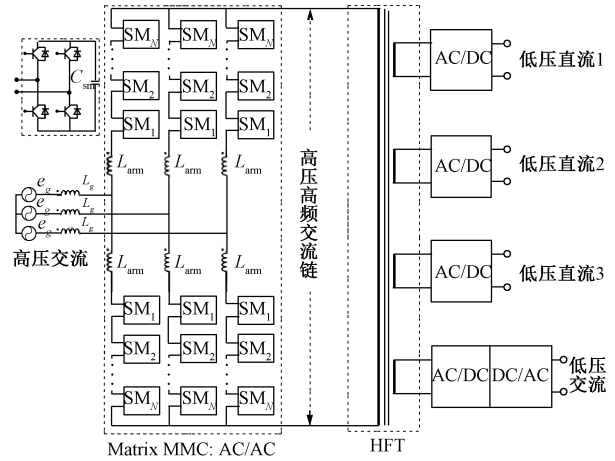 C_sm
SM_N SM_N SM_N
SM_2 SM_2 SM_2
SM_1 SM_1 SM_1
L_arm L_arm L_arm
e_g L_g
e_g L_g
e_g L_g
高压交流
L_arm L_arm L_arm
SM_1 SM_1 SM_1
SM_2 SM_2 SM_2
SM_N SM_N SM_N
Matrix MMC: AC/AC
高压高频交流链
HFT
AC/DC
低压直流1
AC/DC
低压直流2
AC/DC
低压直流3
AC/DC DC/AC
低压
交流